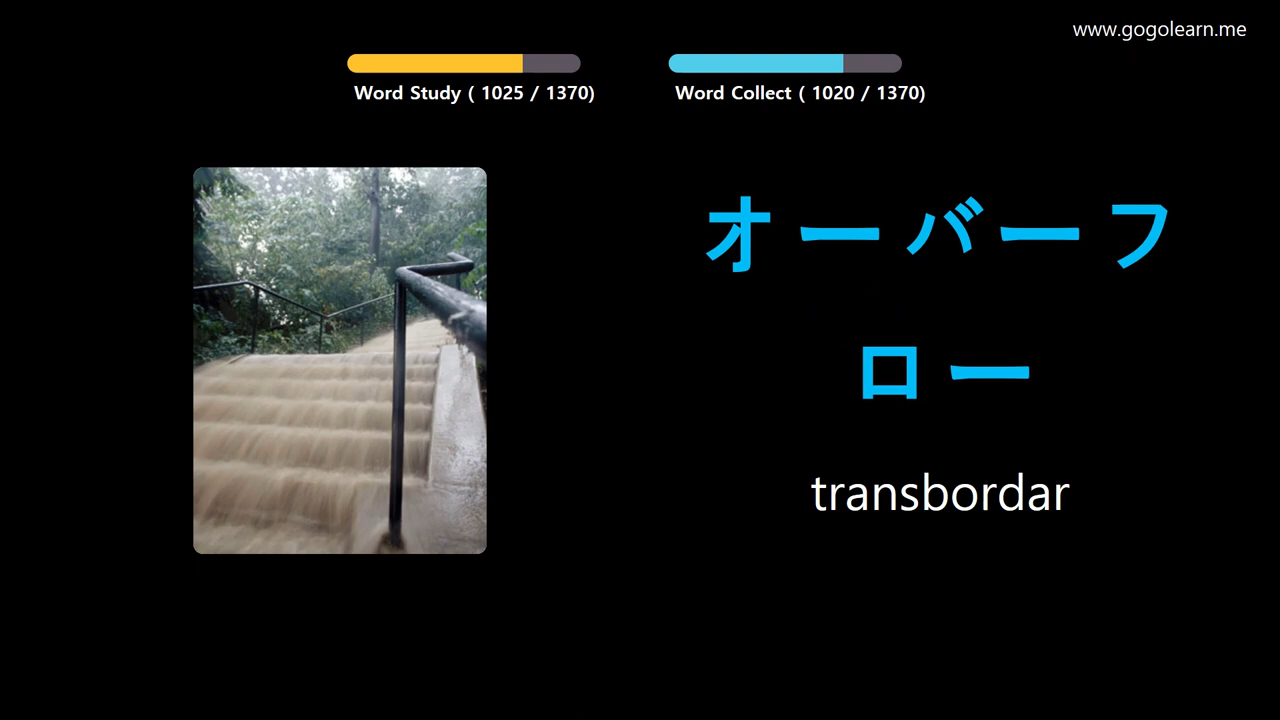 www.gogolearn.me
Word Study ( 1025 / 1370)
Word Collect ( 1020 / 1370)
オーバーフ
ロー
transbordar